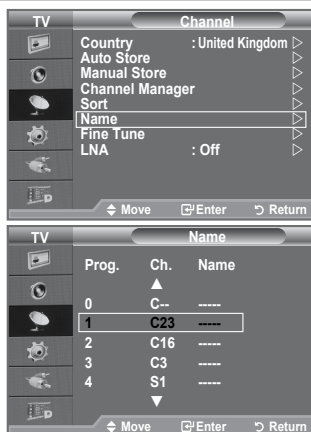 TV Channel
Country : United Kingdom ▷
Auto Store ▷
Manual Store ▷
Channel Manager ▷
Sort ▷
Name ▷
Fine Tune ▷
LNA : Off ▷
Move Enter Return
TV Name
Prog. Ch. Name
▲
0 C-- -----
1 C23 -----
2 C16 -----
3 C3 -----
4 S1 -----
▼
Move Enter Return